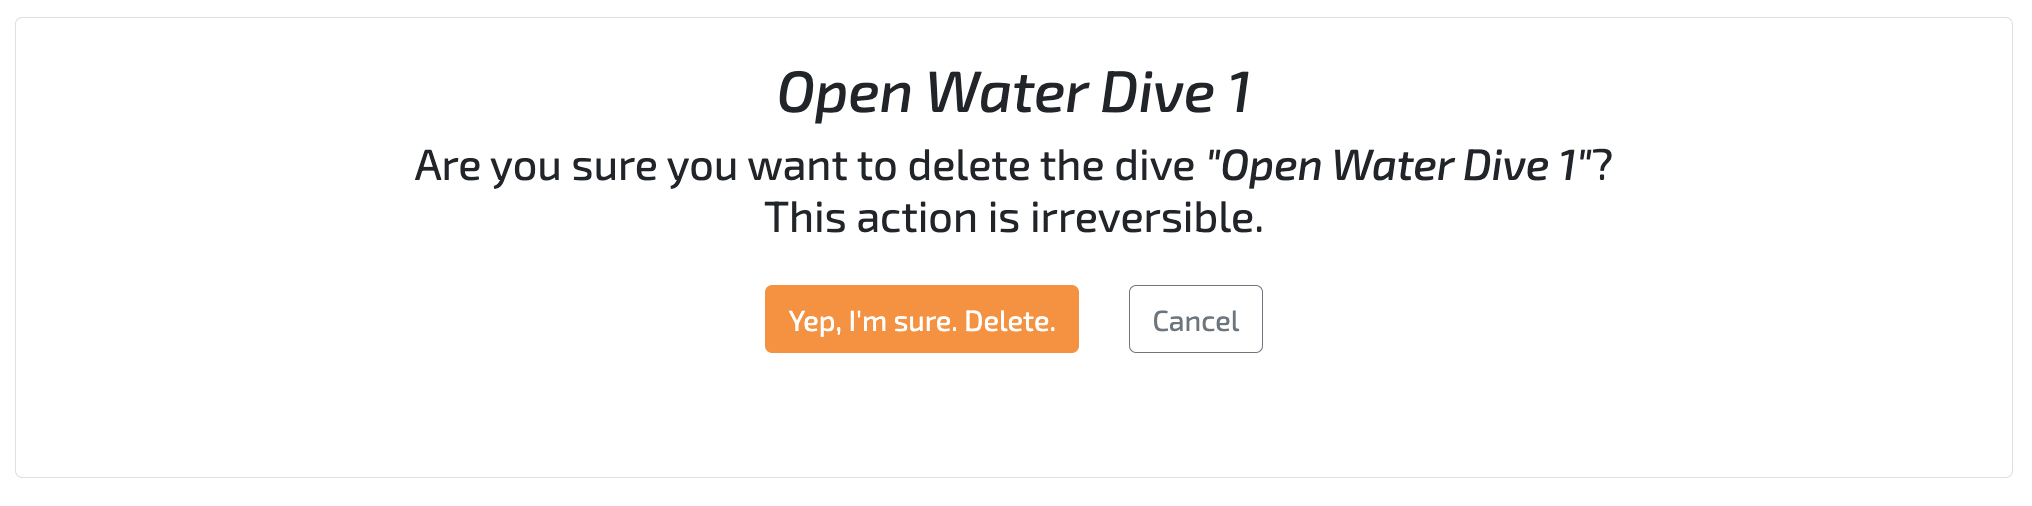 Open Water Dive 1
Are you sure you want to delete the dive "Open Water Dive 1"?
This action is irreversible.
Yep, I'm sure. Delete.
Cancel